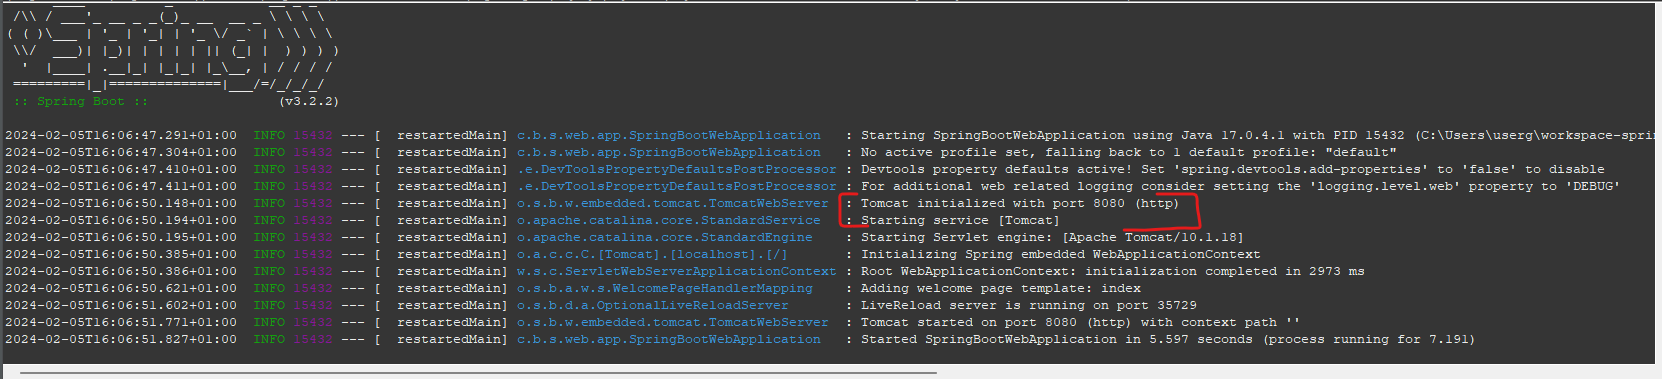 :: Spring Boot :: (v3.2.2)
2024-02-05T16:06:47.291+01:00 INFO 15432 --- [ restartedMain] c.b.s.web.app.SpringBootWebApplication : Starting SpringBootWebApplication using Java 17.0.4.1 with PID 15432 (C:\Users\userg\workspace-sprin
2024-02-05T16:06:47.304+01:00 INFO 15432 --- [ restartedMain] c.b.s.web.app.SpringBootWebApplication : No active profile set, falling back to 1 default profile: "default"
2024-02-05T16:06:47.410+01:00 INFO 15432 --- [ restartedMain] .e.DevToolsPropertyDefaultsPostProcessor : Devtools property defaults active! Set 'spring.devtools.add-properties' to 'false' to disable
2024-02-05T16:06:47.411+01:00 INFO 15432 --- [ restartedMain] .e.DevToolsPropertyDefaultsPostProcessor : For additional web related logging consider setting the 'logging.level.web' property to 'DEBUG'
2024-02-05T16:06:50.148+01:00 INFO 15432 --- [ restartedMain] o.s.b.w.embedded.tomcat.TomcatWebServer : Tomcat initialized with port 8080 (http)
2024-02-05T16:06:50.194+01:00 INFO 15432 --- [ restartedMain] o.apache.catalina.core.StandardService : Starting service [Tomcat]
2024-02-05T16:06:50.195+01:00 INFO 15432 --- [ restartedMain] o.apache.catalina.core.StandardEngine : Starting Servlet engine: [Apache Tomcat/10.1.18]
2024-02-05T16:06:50.385+01:00 INFO 15432 --- [ restartedMain] o.a.c.c.C.[Tomcat].[localhost].[/] : Initializing Spring embedded WebApplicationContext
2024-02-05T16:06:50.386+01:00 INFO 15432 --- [ restartedMain] w.s.c.ServletWebServerApplicationContext : Root WebApplicationContext: initialization completed in 2973 ms
2024-02-05T16:06:50.621+01:00 INFO 15432 --- [ restartedMain] o.s.b.a.w.s.WelcomePageHandlerMapping : Adding welcome page template: index
2024-02-05T16:06:51.602+01:00 INFO 15432 --- [ restartedMain] o.s.b.d.a.OptionalLiveReloadServer : LiveReload server is running on port 35729
2024-02-05T16:06:51.771+01:00 INFO 15432 --- [ restartedMain] o.s.b.w.embedded.tomcat.TomcatWebServer : Tomcat started on port 8080 (http) with context path ''
2024-02-05T16:06:51.827+01:00 INFO 15432 --- [ restartedMain] c.b.s.web.app.SpringBootWebApplication : Started SpringBootWebApplication in 5.597 seconds (process running for 7.191)